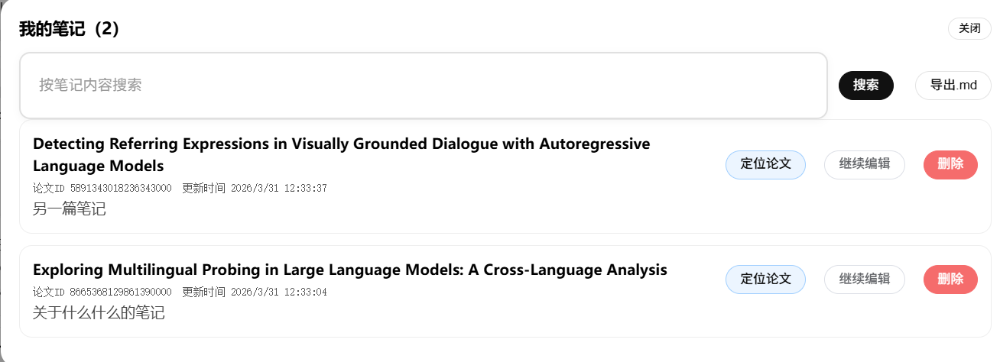 我的笔记（2）
关闭
按笔记内容搜索
搜索
导出.md
Detecting Referring Expressions in Visually Grounded Dialogue with Autoregressive
Language Models
定位论文
继续编辑
删除
论文ID 5891343018236343000 更新时间 2026/3/31 12:33:37
另一篇笔记
Exploring Multilingual Probing in Large Language Models: A Cross-Language Analysis
定位论文
继续编辑
删除
论文ID 8665368129861390000 更新时间 2026/3/31 12:33:04
关于什么什么的笔记